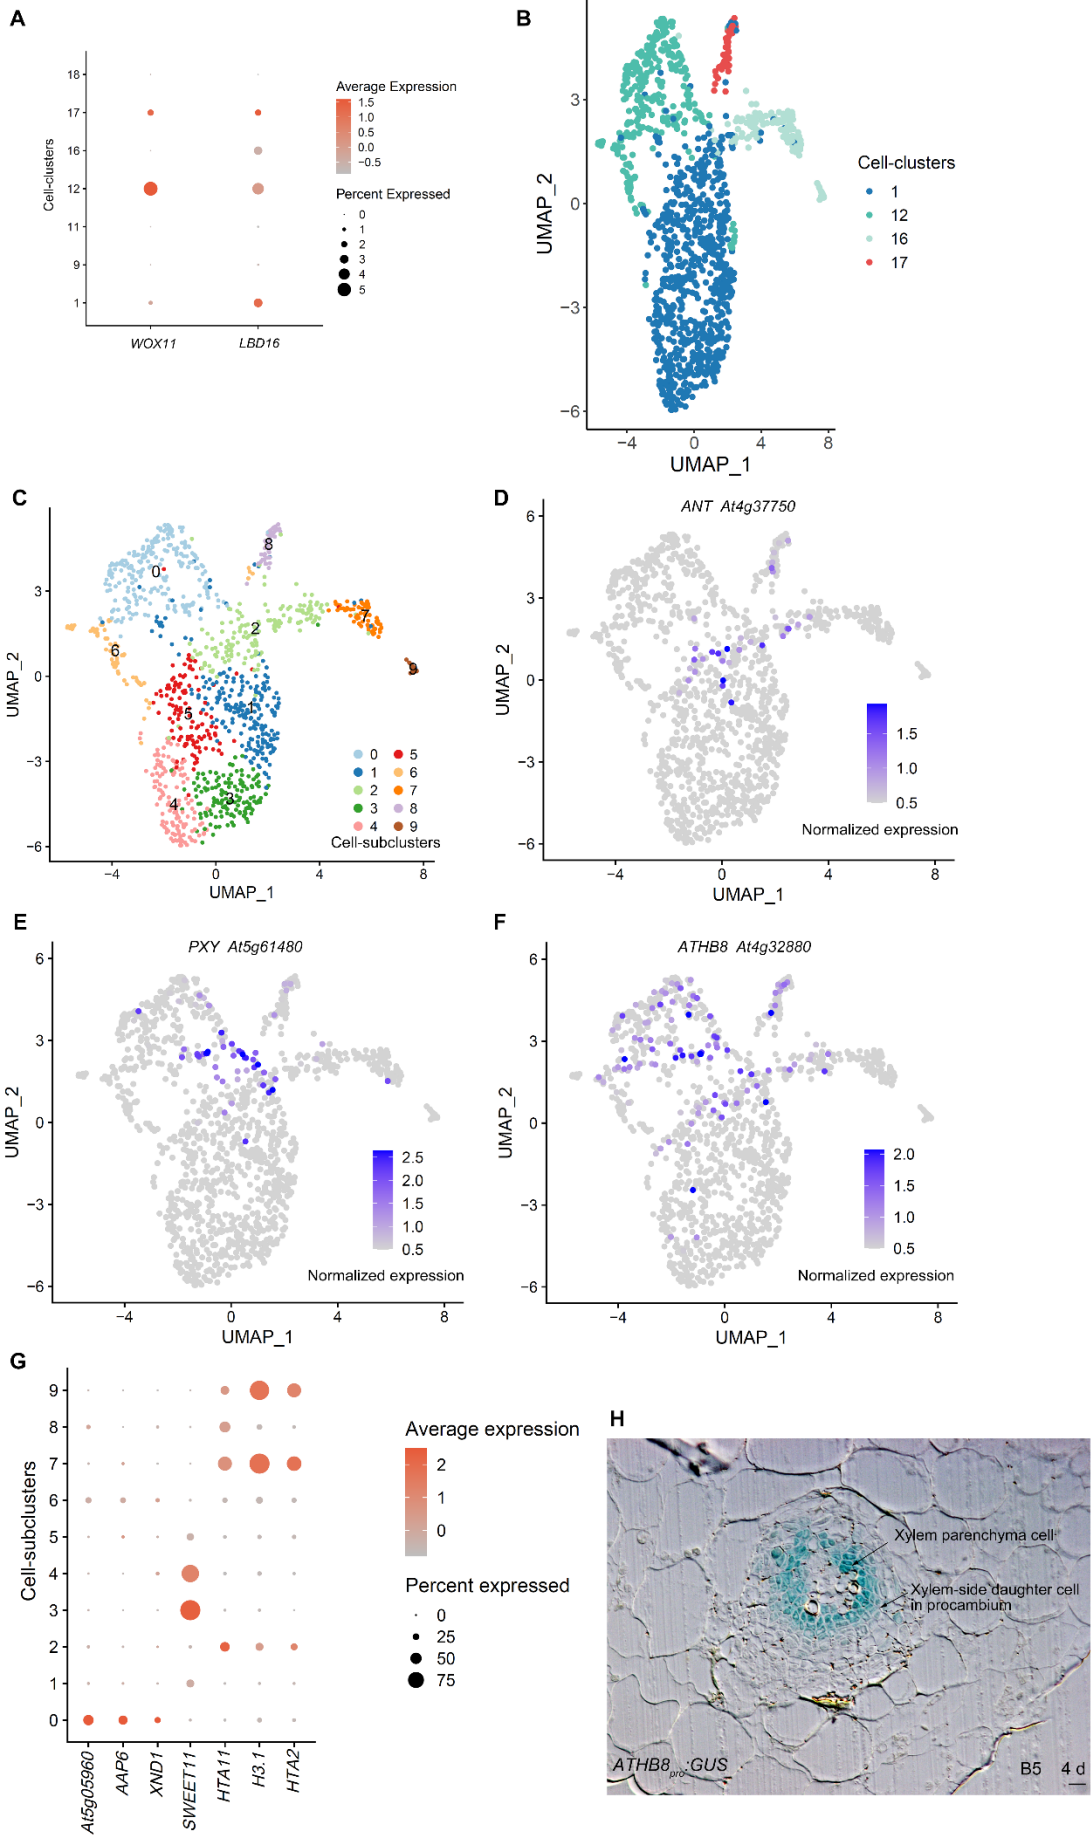 A
18
17
16
12
11
9
1
Cell-clusters
WOX11
LBD16
Average Expression
1.5
1.0
0.5
0.0
−0.5
Percent Expressed
0
1
2
3
4
5
B
3
0
−3
−6
UMAP_2
−4
0
4
8
UMAP_1
Cell-clusters
1
12
16
17
C
3
0
−3
−6
UMAP_2
−4
0
4
8
UMAP_1
0
8
7
2
6
9
1
5
3
4
0
5
1
6
2
7
3
8
4
9
Cell-subclusters
D
ANT At4g37750
6
3
0
−3
−6
UMAP_2
−4
0
4
8
UMAP_1
1.5
1.0
0.5
Normalized expression
E
PXY At5g61480
6
3
0
−3
−6
UMAP_2
−4
0
4
8
UMAP_1
2.5
2.0
1.5
1.0
0.5
Normalized expression
F
ATHB8 At4g32880
6
3
0
−3
−6
UMAP_2
−4
0
4
8
UMAP_1
2.0
1.5
1.0
0.5
Normalized expression
G
9
8
7
6
5
4
3
2
1
0
Cell-subclusters
At5g05960
AAP6
XND1
SWEET11
HTA11
H3.1
HTA2
Average expression
2
1
0
Percent expressed
0
25
50
75
H
Xylem parenchyma cell
Xylem-side daughter cell
in procambium
ATHB8pro:GUS
B5 4 d